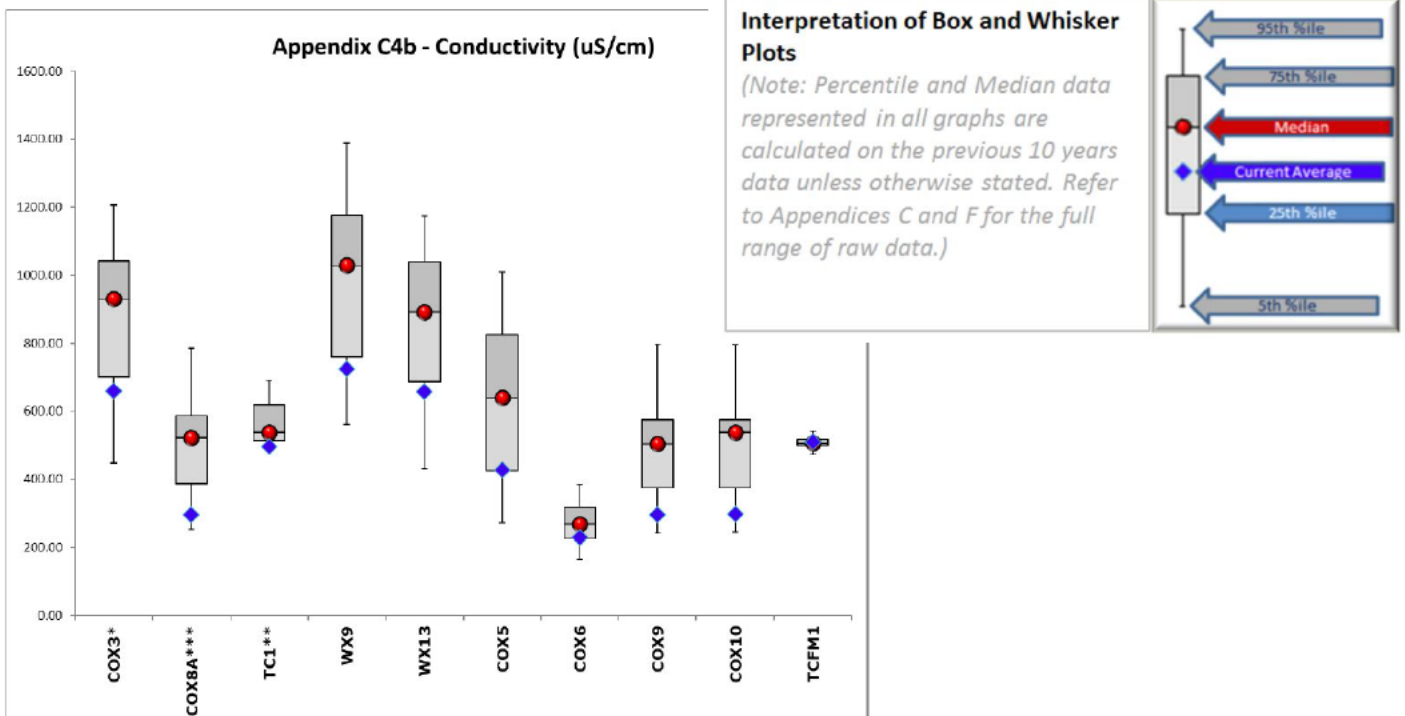 Appendix C4b - Conductivity (uS/cm)
1600.00
1400.00
1200.00
1000.00
800.00
600.00
400.00
200.00
0.00
COX3*
COX8A***
TC1**
WX9
WX13
COX5
COX6
COX9
COX10
TCFM1
Interpretation of Box and Whisker
Plots
(Note: Percentile and Median data
represented in all graphs are
calculated on the previous 10 years
data unless otherwise stated. Refer
to Appendices C and F for the full
range of raw data.)
95th %ile
75th %ile
Median
Current Average
25th %ile
5th %ile